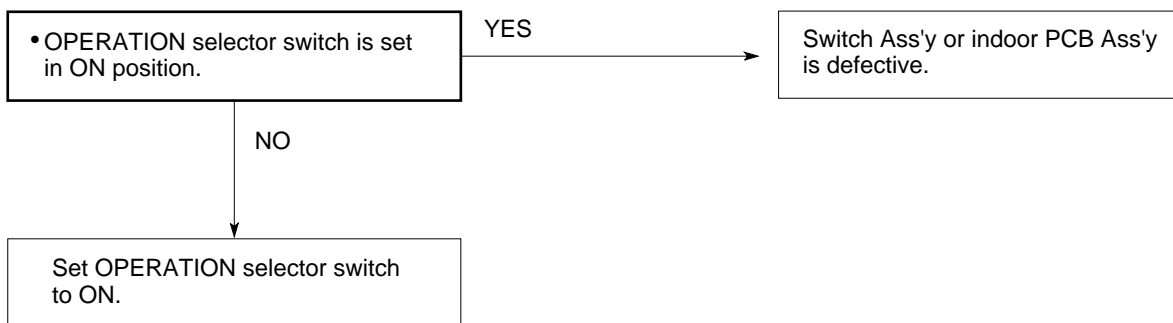 • OPERATION selector switch is set
in ON position.
YES
Switch Ass'y or indoor PCB Ass'y
is defective.
NO
Set OPERATION selector switch
to ON.